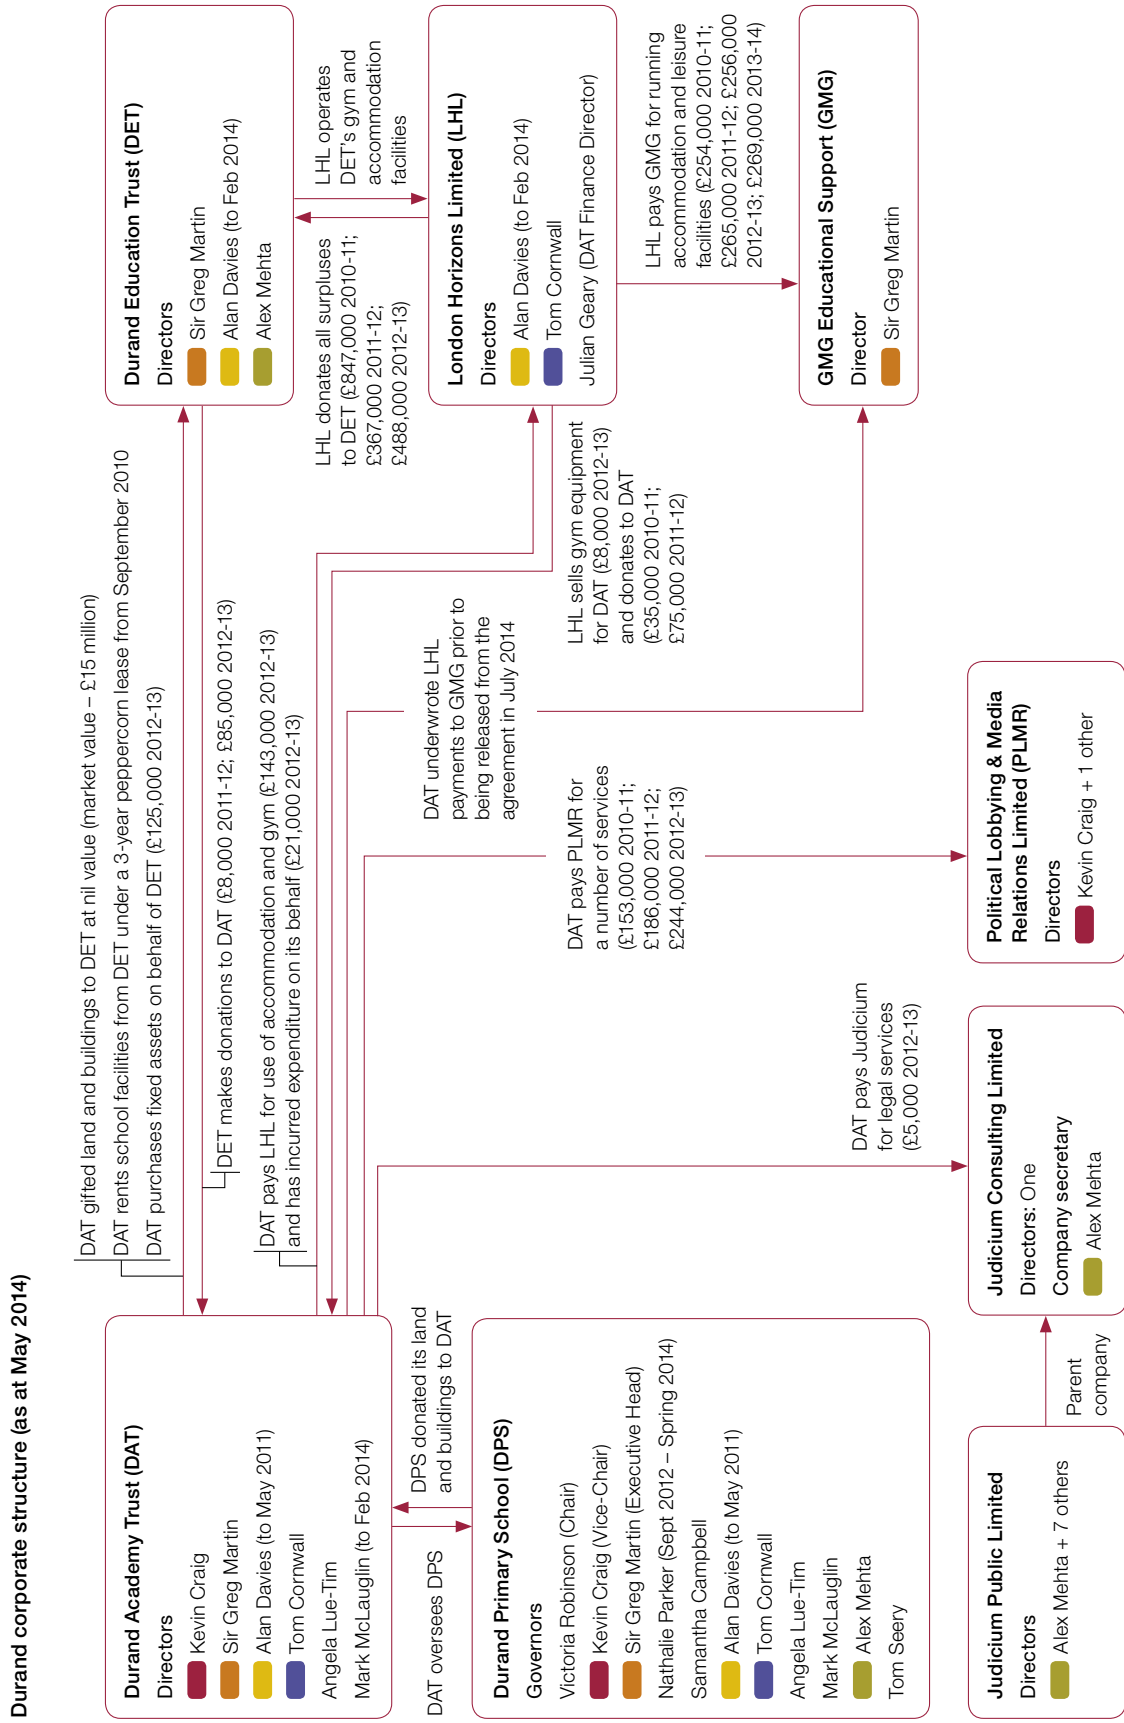 Durand corporate structure (as at May 2014)
Durand Academy Trust (DAT)
Directors
Kevin Craig
Sir Greg Martin
Alan Davies (to May 2011)
Tom Cornwall
Angela Lue-Tim
Mark McLauglin (to Feb 2014)
DAT gifted land and buildings to DET at nil value (market value – £15 million)
DAT rents school facilities from DET under a 3-year peppercorn lease from September 2010
DAT purchases fixed assets on behalf of DET (£125,000 2012-13)
DET makes donations to DAT (£8,000 2011-12; £85,000 2012-13)
DAT pays LHL for use of accommodation and gym (£143,000 2012-13)
and has incurred expenditure on its behalf (£21,000 2012-13)
Durand Education Trust (DET)
Directors
Sir Greg Martin
Alan Davies (to Feb 2014)
Alex Mehta
LHL donates all surpluses
to DET (£847,000 2010-11;
£367,000 2011-12;
£488,000 2012-13)
LHL operates
DET's gym and
accommodation
facilities
DAT oversees DPS
DPS donated its land
and buildings to DAT
DAT underwrote LHL
payments to GMG prior to
being released from the
agreement in July 2014
London Horizons Limited (LHL)
Directors
Alan Davies (to Feb 2014)
Tom Cornwall
Julian Geary (DAT Finance Director)
Durand Primary School (DPS)
Governors
Victoria Robinson (Chair)
Kevin Craig (Vice-Chair)
Sir Greg Martin (Executive Head)
Nathalie Parker (Sept 2012 – Spring 2014)
Samantha Campbell
Alan Davies (to May 2011)
Tom Cornwall
Angela Lue-Tim
Mark McLauglin
Alex Mehta
Tom Seery
DAT pays PLMR for
a number of services
(£153,000 2010-11;
£186,000 2011-12;
£244,000 2012-13)
LHL sells gym equipment
for DAT (£8,000 2012-13)
and donates to DAT
(£35,000 2010-11;
£75,000 2011-12)
LHL pays GMG for running
accommodation and leisure
facilities (£254,000 2010-11;
£265,000 2011-12; £256,000
2012-13; £269,000 2013-14)
DAT pays Judicium
for legal services
(£5,000 2012-13)
GMG Educational Support (GMG)
Director
Sir Greg Martin
Judicium Public Limited
Directors
Alex Mehta + 7 others
Parent
company
Judicium Consulting Limited
Directors: One
Company secretary
Alex Mehta
Political Lobbying & Media
Relations Limited (PLMR)
Directors
Kevin Craig + 1 other